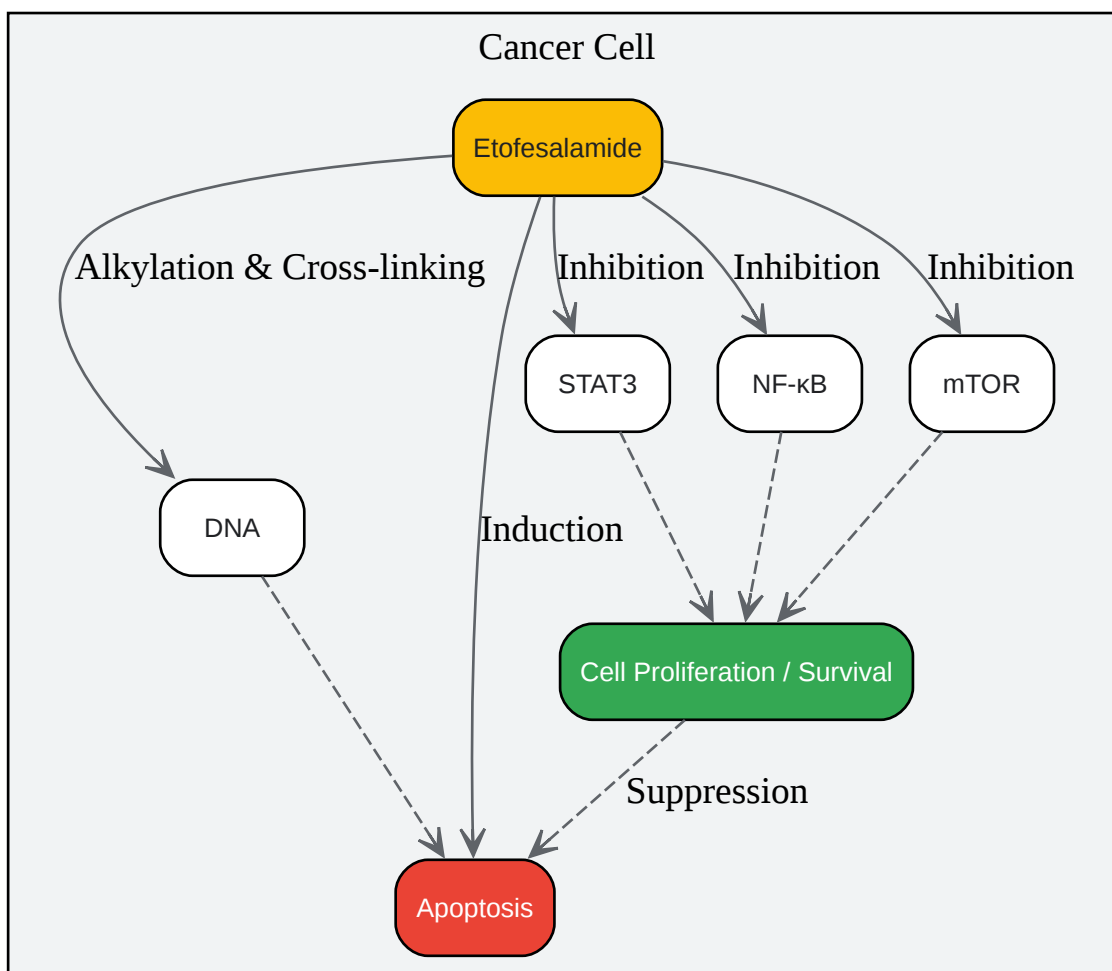 Cancer Cell
Etofesalamide
Alkylation & Cross-linking
Inhibition
Inhibition
Inhibition
STAT3
NF-κB
mTOR
DNA
Induction
Cell Proliferation / Survival
Suppression
Apoptosis